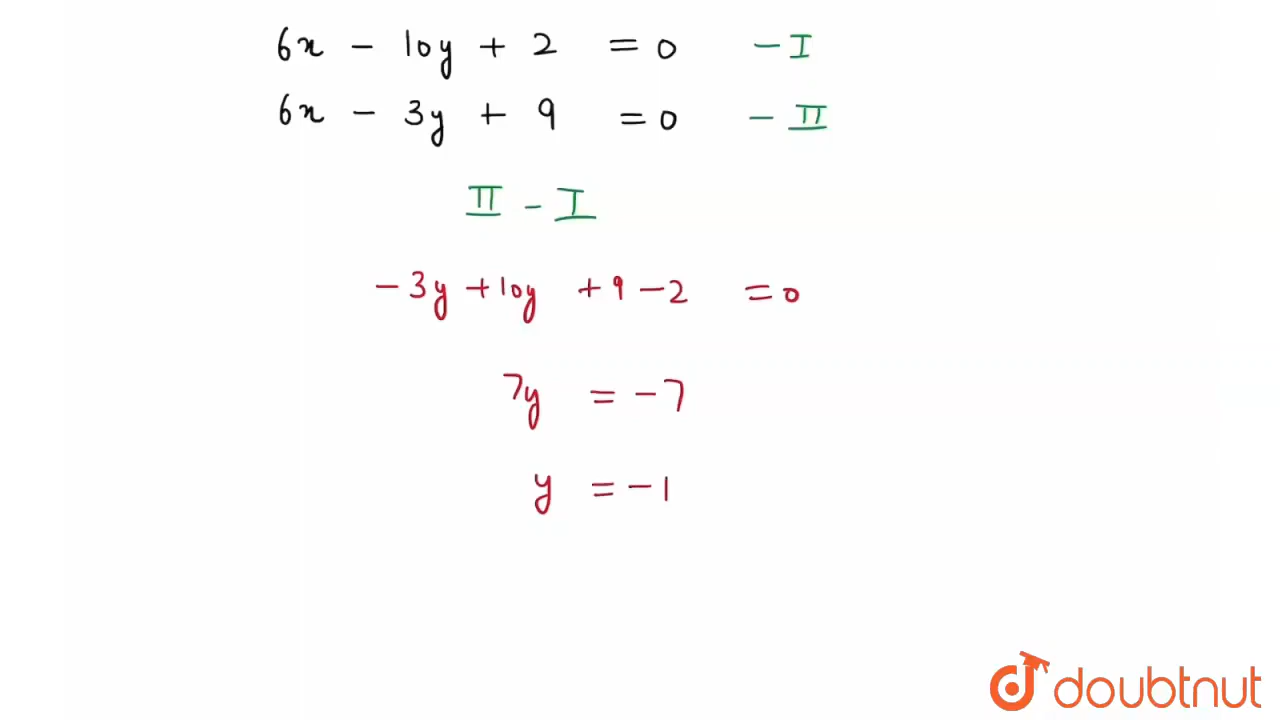 6x - 10y + 2 = 0 - I
6x - 3y + 9 = 0 - II
II - I
-3y +10y +9 -2 = 0
7y = -7
y = -1
doubtnut